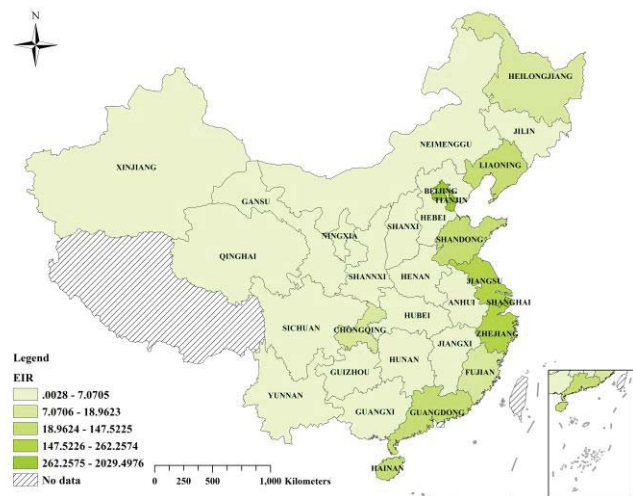 N
HEILONGJIANG
JILIN
NEIMENGGU
LIAONING
XINJIANG
BEIJING
GANSU
TIANJIN
HEBEI
SHANXI
NINGXIA
SHANDONG
QINGHAI
SHANNXI
HENAN
JIANGSU
ANHUI
SHANGHAI
HUBEI
SICHUAN
CHONGQING
ZHEJIANG
JIANGXI
HUNAN
GUIZHOU
FUJIAN
YUNNAN
GUANGXI
GUANGDONG
HAINAN
Legend
EIR
.0028 - 7.0705
7.0706 - 18.9623
18.9624 - 147.5225
147.5226 - 262.2574
262.2575 - 2029.4976
No data
0 250 500 1,000 Kilometers